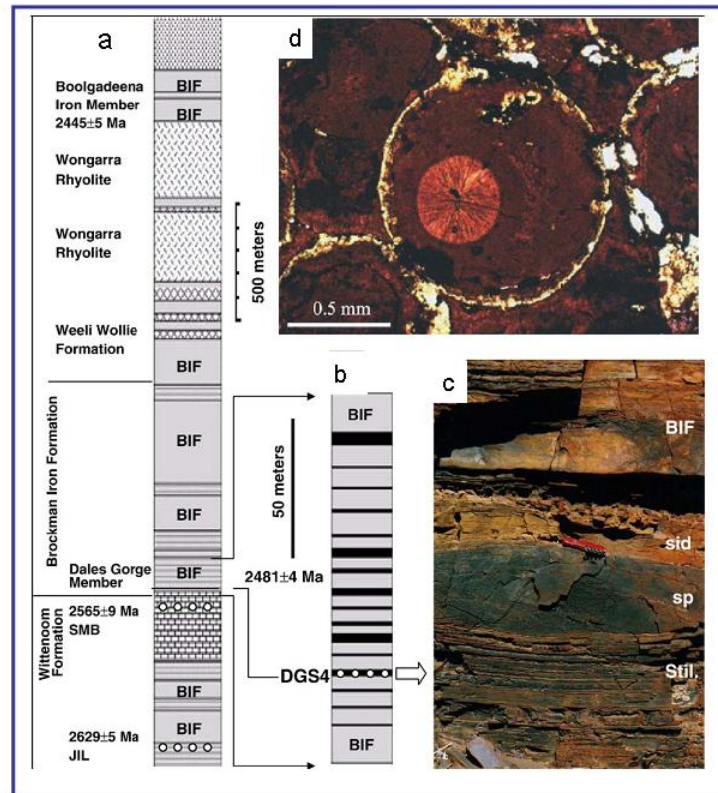 a
BIF
Boolgadeena
Iron Member
2445±5 Ma
BIF
Wongarra
Rhyolite
Wongarra
Rhyolite
500 meters
Weeli Wollie
Formation
BIF
Brockman Iron Formation
BIF
BIF
Dales Gorge
Member
BIF
Wittenoom
Formation
2565±9 Ma
SMB
BIF
2629±5 Ma
JIL
BIF
d
0.5 mm
b
BIF
50 meters
2481±4 Ma
DGS4
BIF
c
BIF
sid
sp
Stil.